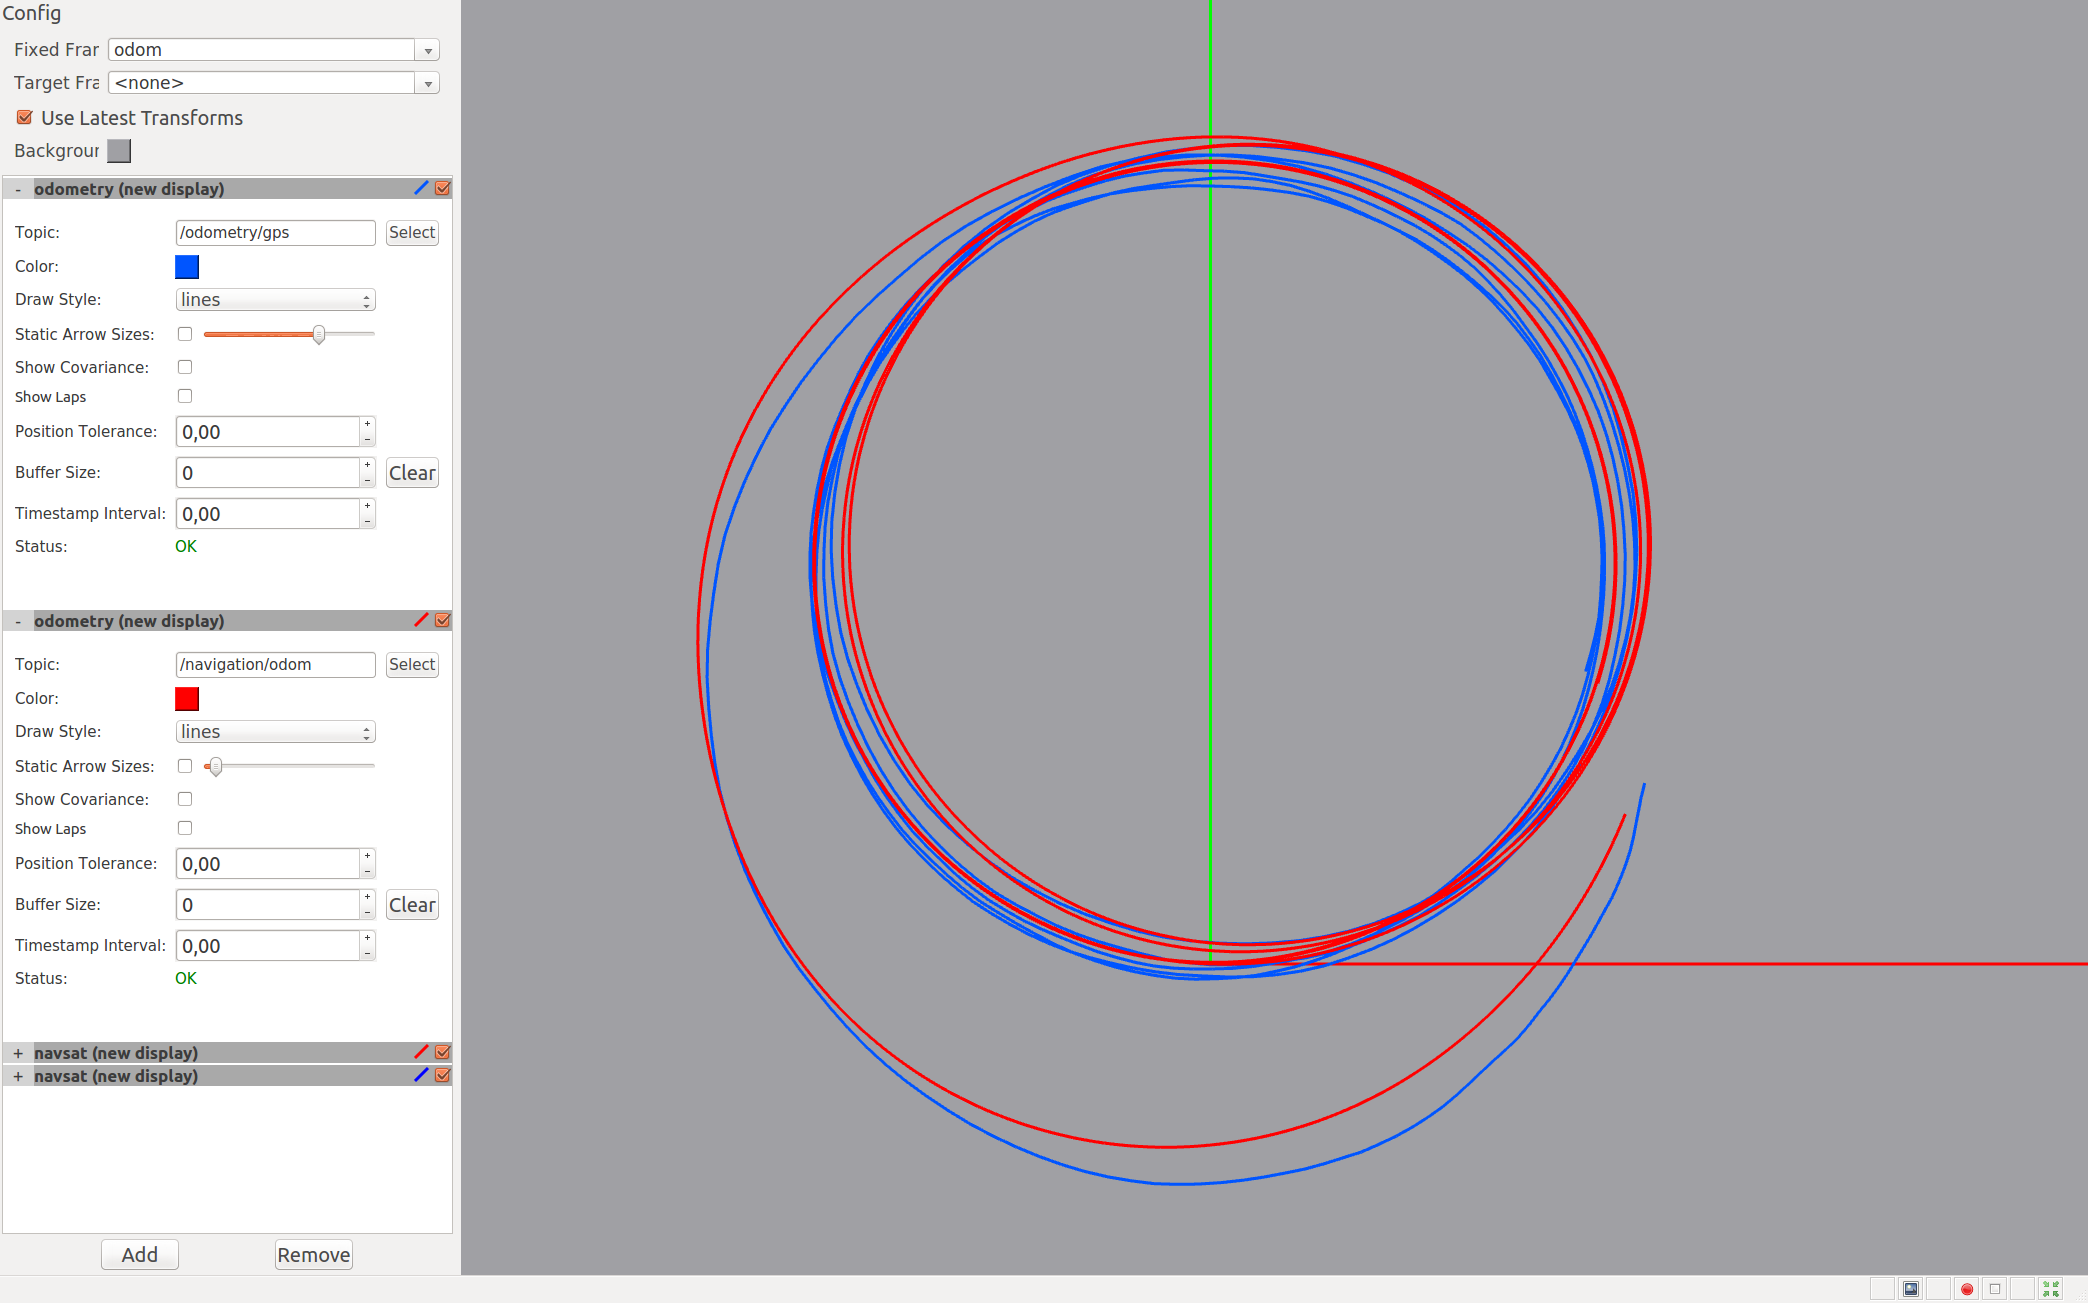 Config
Fixed Frar odom
Target Fra <none>
Use Latest Transforms
Backgrour
- odometry (new display)
Topic: /odometry/gps Select
Color:
Draw Style: lines
Static Arrow Sizes:
Show Covariance:
Show Laps
Position Tolerance: 0,00
Buffer Size: 0 Clear
Timestamp Interval: 0,00
Status: OK
- odometry (new display)
Topic: /navigation/odom Select
Color:
Draw Style: lines
Static Arrow Sizes:
Show Covariance:
Show Laps
Position Tolerance: 0,00
Buffer Size: 0 Clear
Timestamp Interval: 0,00
Status: OK
+ navsat (new display)
+ navsat (new display)
Add Remove